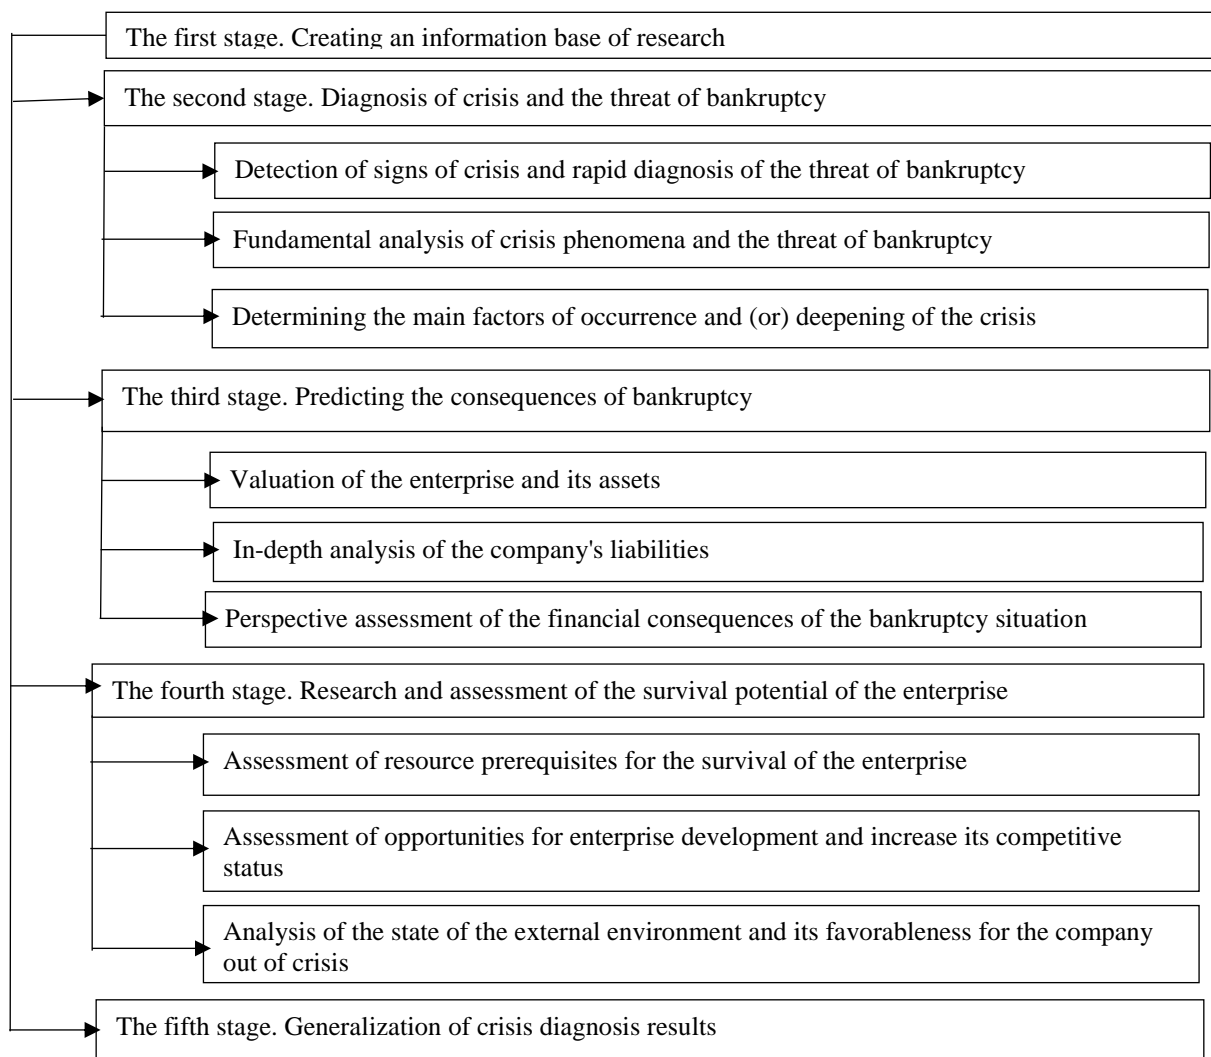 The first stage. Creating an information base of research
The second stage. Diagnosis of crisis and the threat of bankruptcy
Detection of signs of crisis and rapid diagnosis of the threat of bankruptcy
Fundamental analysis of crisis phenomena and the threat of bankruptcy
Determining the main factors of occurrence and (or) deepening of the crisis
The third stage. Predicting the consequences of bankruptcy
Valuation of the enterprise and its assets
In-depth analysis of the company's liabilities
Perspective assessment of the financial consequences of the bankruptcy situation
The fourth stage. Research and assessment of the survival potential of the enterprise
Assessment of resource prerequisites for the survival of the enterprise
Assessment of opportunities for enterprise development and increase its competitive
status
Analysis of the state of the external environment and its favorableness for the company
out of crisis
The fifth stage. Generalization of crisis diagnosis results